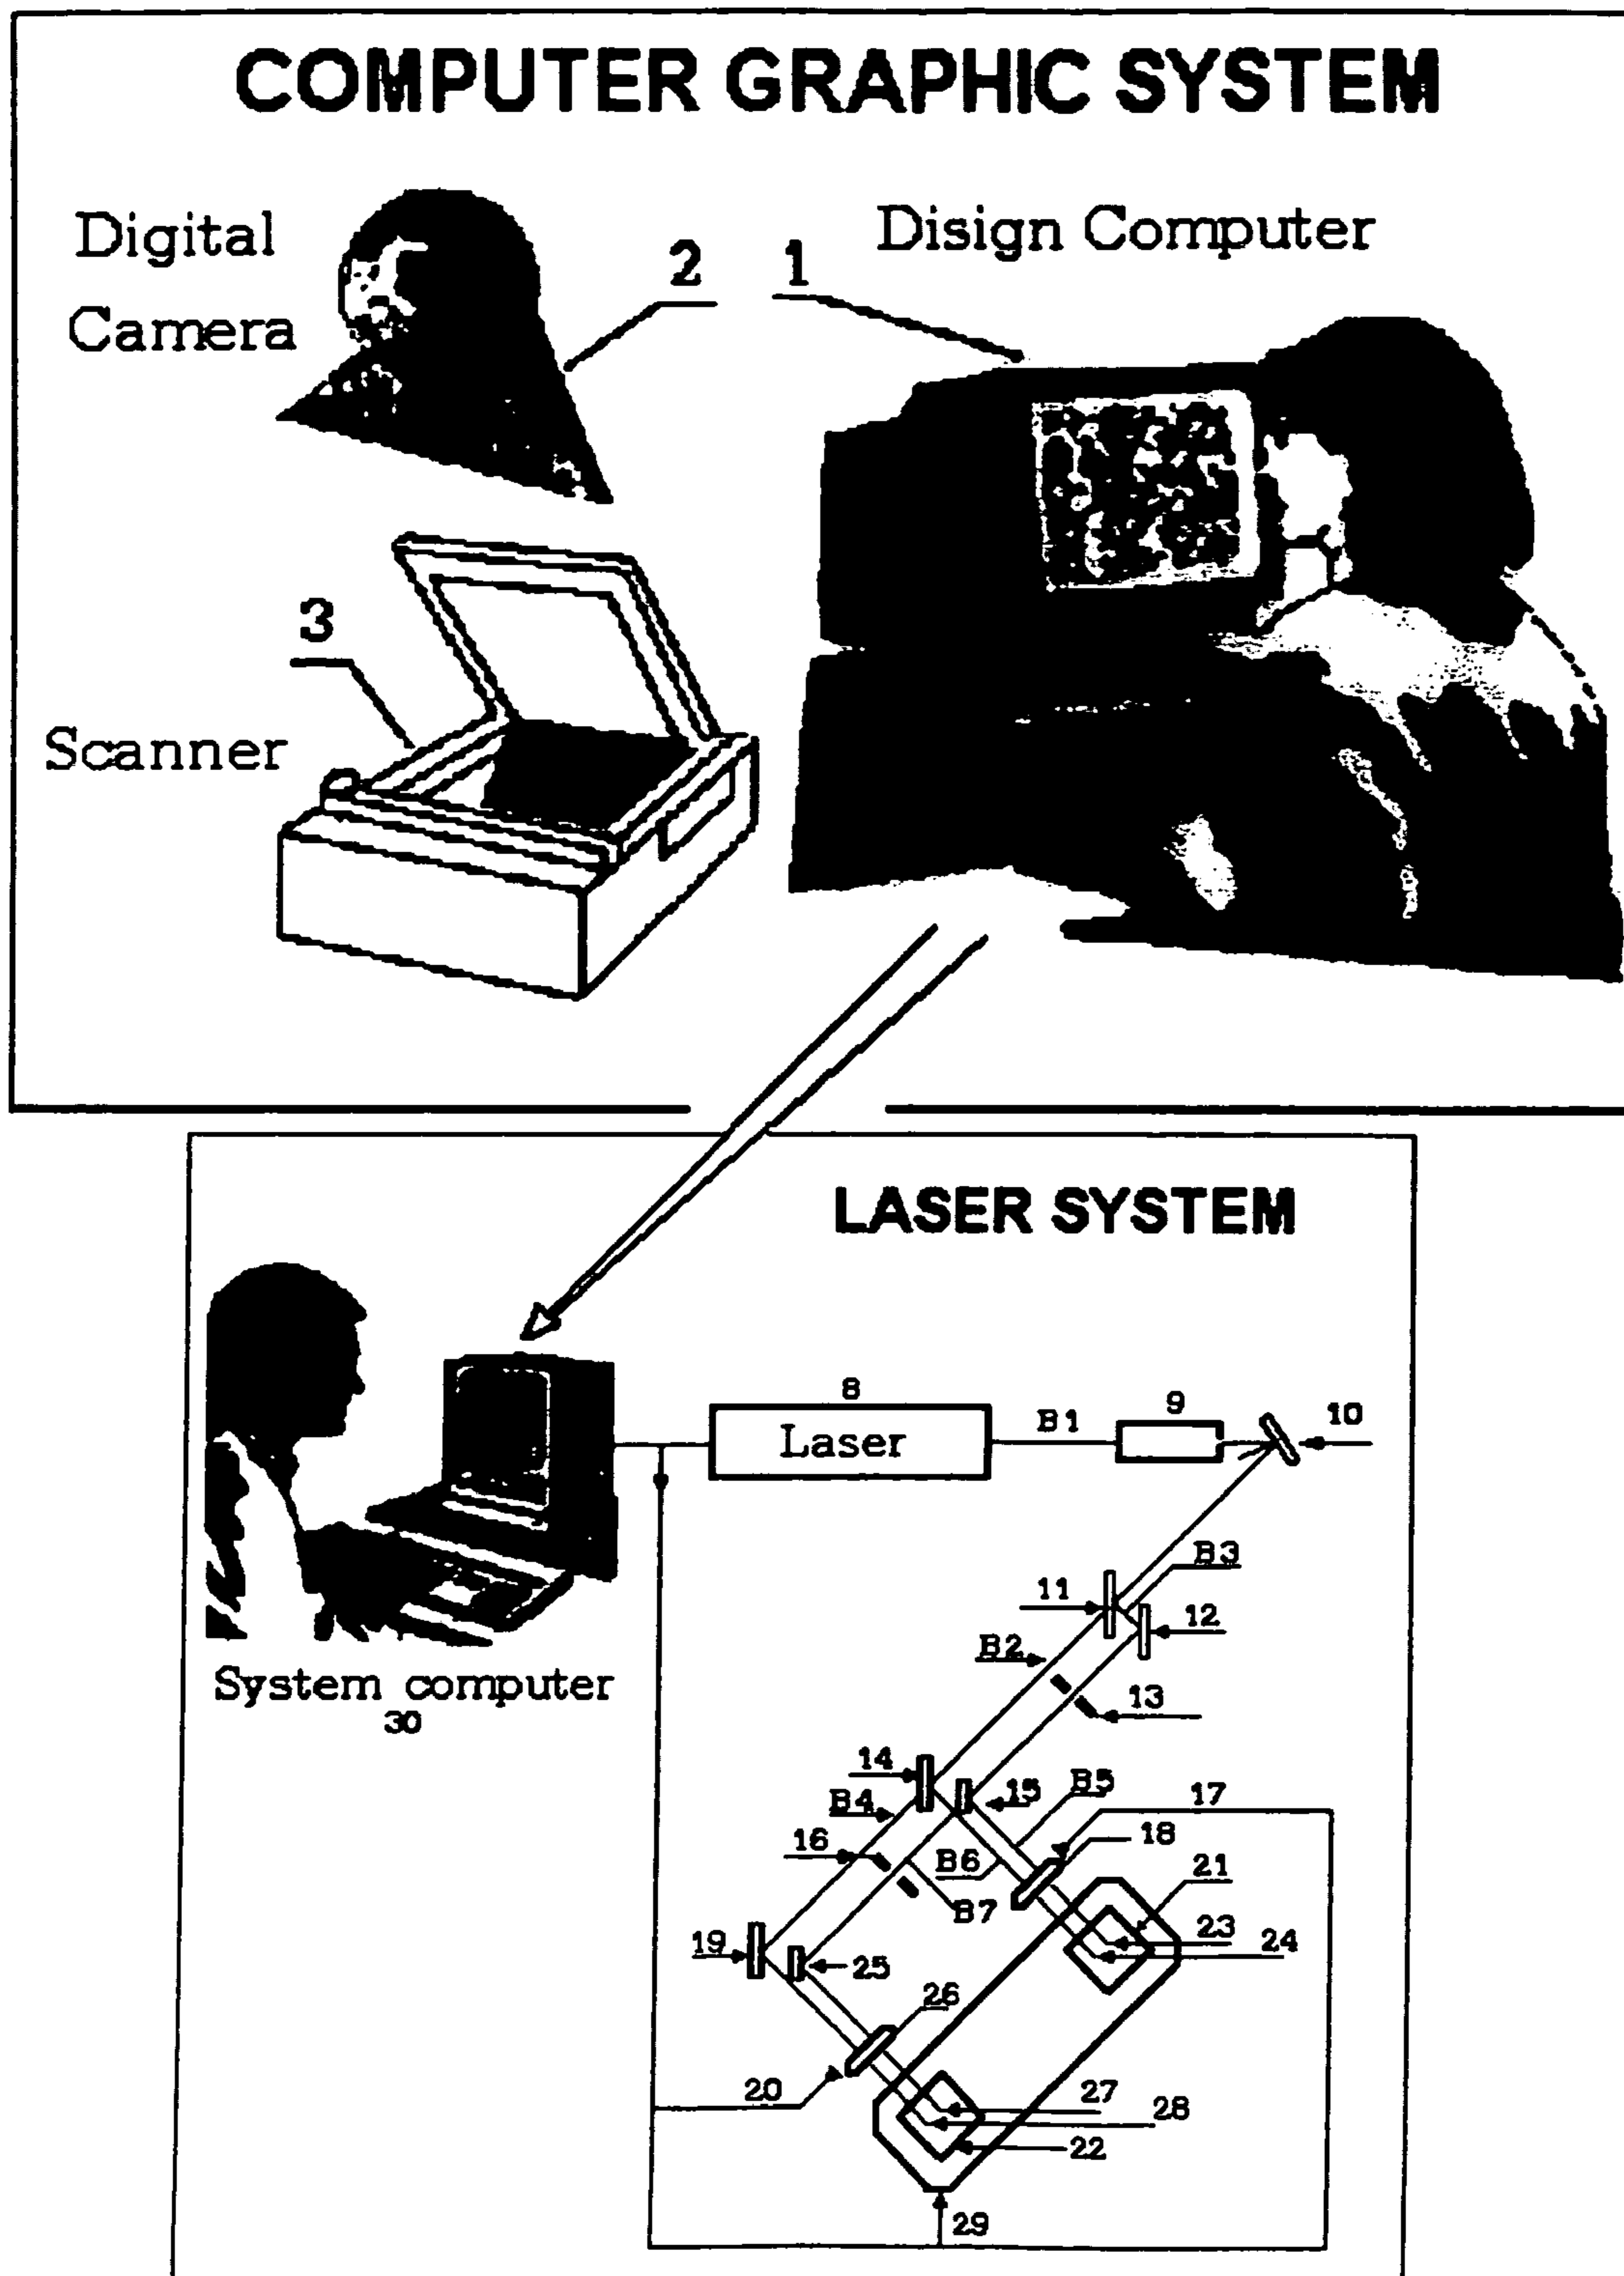 COMPUTER GRAPHIC SYSTEM
Digital
Camera
2
1
Disign Computer
3
Scanner
LASER SYSTEM
8
Laser
B1
9
10
B3
11
12
B2
13
System computer
30
14
15
B5
17
B4
16
18
B6
21
B7
23
24
19
25
26
20
27
28
22
29